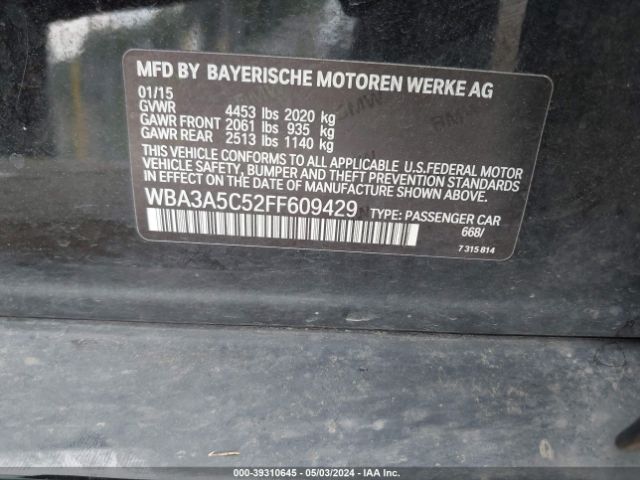 MFD BY BAYERISCHE MOTOREN WERKE AG
01/15
GVWR 4453 lbs 2020 kg
GAWR FRONT 2061 lbs 935 kg
GAWR REAR 2513 lbs 1140 kg
THIS VEHICLE CONFORMS TO ALL APPLICABLE U.S.FEDERAL MOTOR
VEHICLE SAFETY, BUMPER AND THEFT PREVENTION STANDARDS
IN EFFECT ON THE DATE OF MANUFACTURE SHOWN ABOVE.
WBA3A5C52FF609429 TYPE: PASSENGER CAR
668/
7 315 814
000-39310645 - 05/03/2024 - IAA Inc.